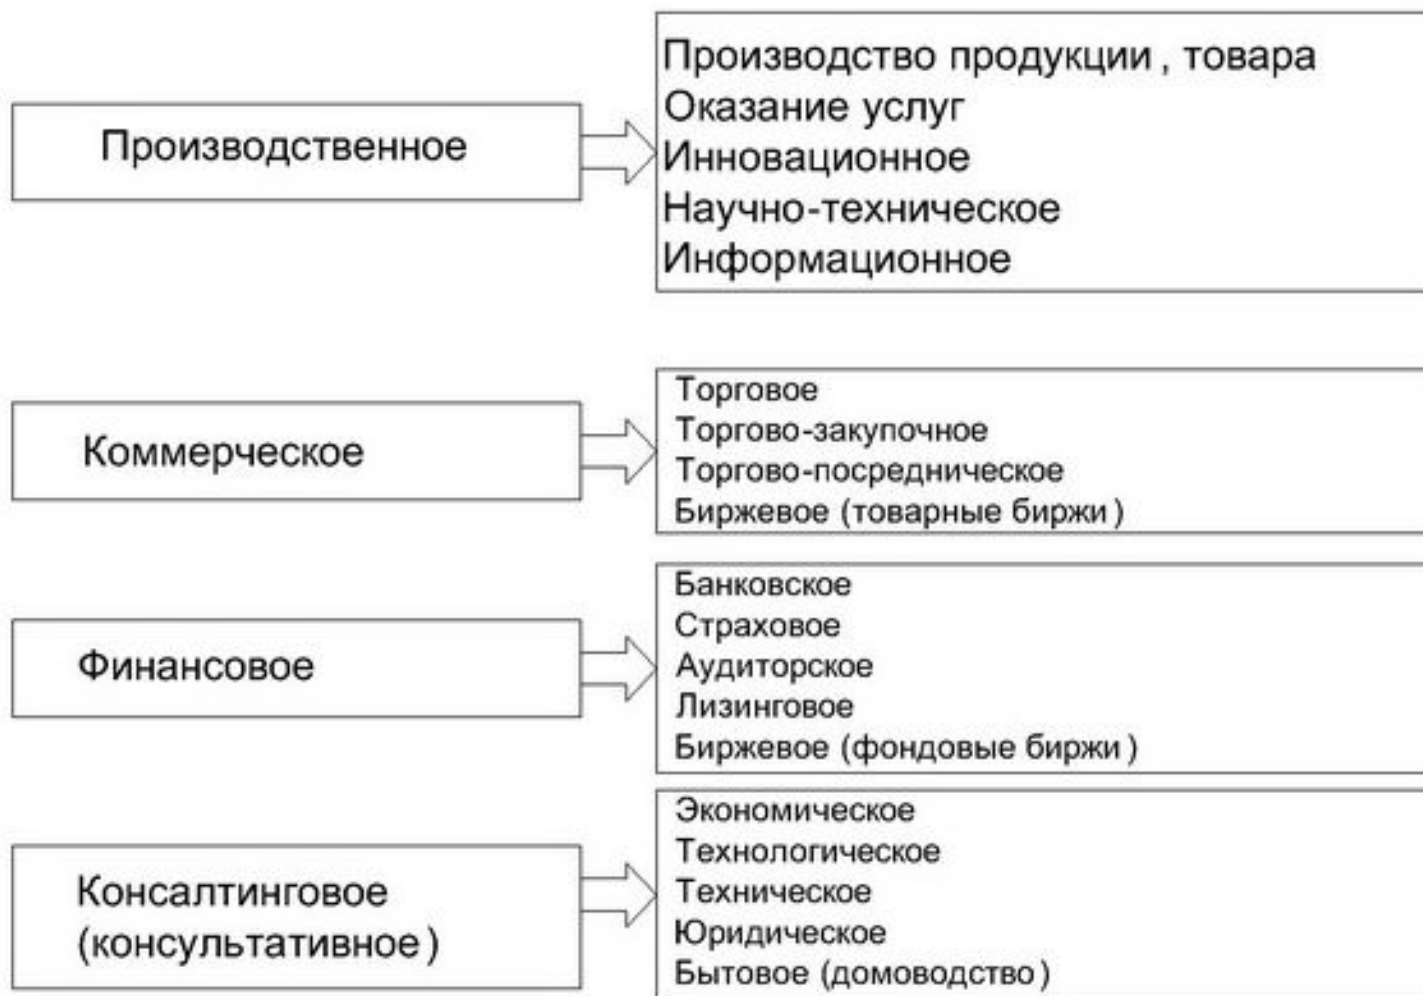 Производственное
Производство продукции , товара
Оказание услуг
Инновационное
Научно-техническое
Информационное
Коммерческое
Торговое
Торгово-закупочное
Торгово-посредническое
Биржевое (товарные биржи )
Финансовое
Банковское
Страховое
Аудиторское
Лизинговое
Биржевое (фондовые биржи )
Консалтинговое
(консультативное )
Экономическое
Технологическое
Техническое
Юридическое
Бытовое (домоводство )